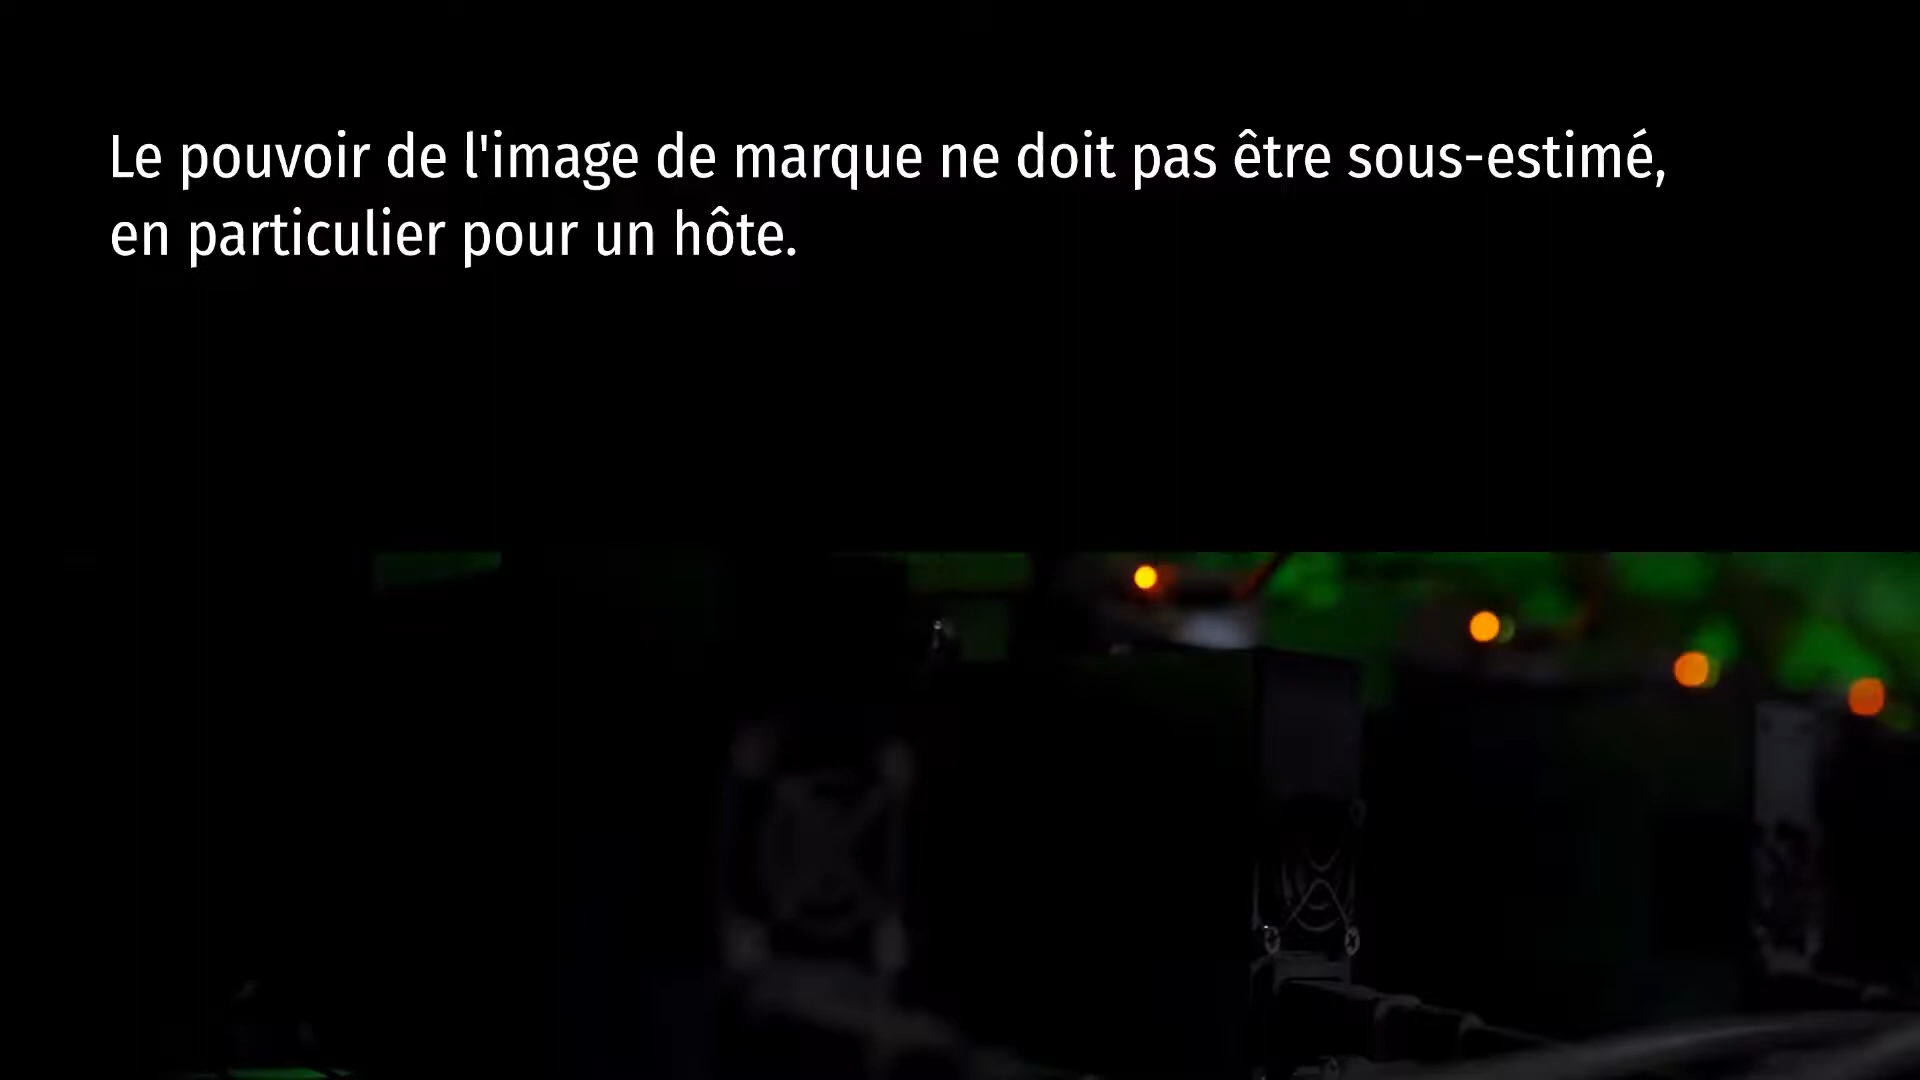 Le pouvoir de l'image de marque ne doit pas être sous-estimé,
en particulier pour un hôte.